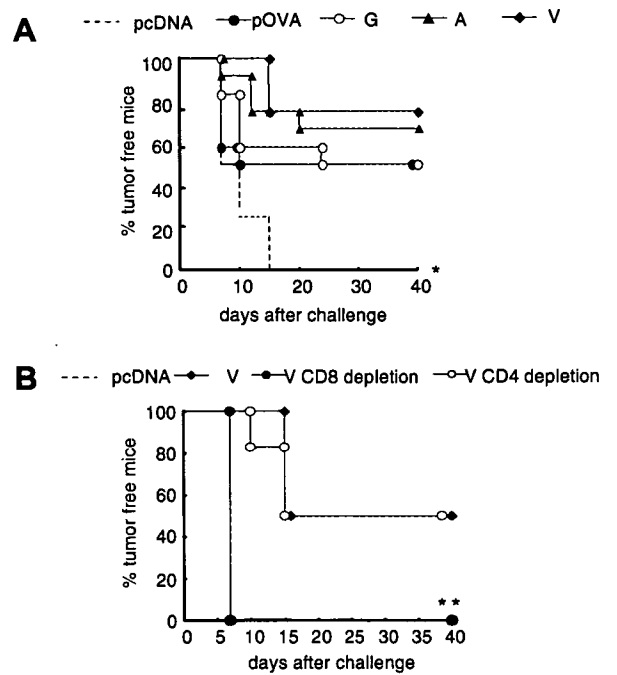 A
pcDNA pOVA G A V
100
80
60
40
20
0
% tumor free mice
0 10 20 30 40 *
days after challenge
B
pcDNA V V CD8 depletion V CD4 depletion
100
80
60
40
20
0
% tumor free mice
* *
0 5 10 15 20 25 30 35 40
days after challenge